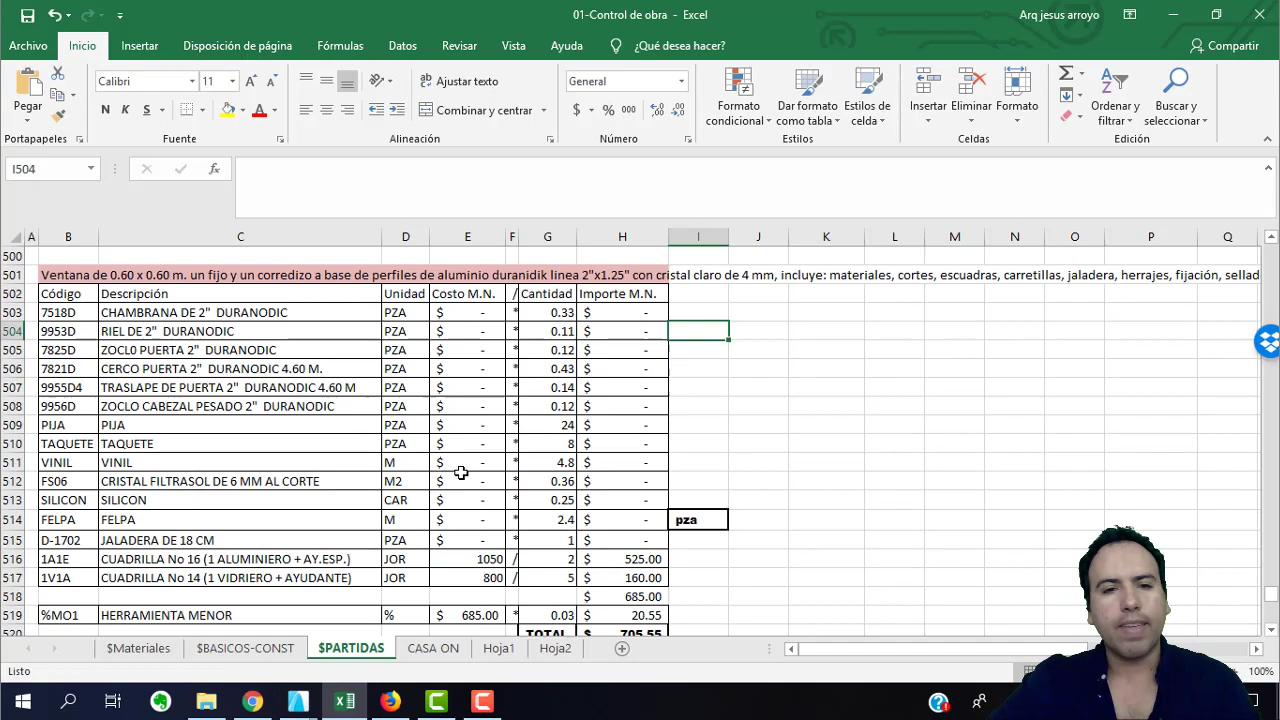 01-Control de obra - Excel
Arq jesus arroyo
Archivo Inicio Insertar Disposición de página Fórmulas Datos Revisar Vista Ayuda ¿Qué desea hacer? Compartir
Pegar
Calibri 11
Ajustar texto
General
N K S
Combinar y centrar
$ % 000
Formato condicional
Dar formato como tabla
Estilos de celda
Insertar Eliminar Formato
Ordenar y filtrar
Buscar y seleccionar
Portapapeles Fuente Alineación Número Estilos Celdas Edición
I504 fx
A B C D E F G H I J K L M N O P Q
500
501 Ventana de 0.60 x 0.60 m. un fijo y un corredizo a base de perfiles de aluminio duranidik linea 2"x1.25" con cristal claro de 4 mm, incluye: materiales, cortes, escuadras, carretillas, jaladera, herrajes, fijación, sellad
502 Código Descripción Unidad Costo M.N. / Cantidad Importe M.N.
503 7518D CHAMBRANA DE 2" DURANODIC PZA $ - * 0.33 $ -
504 9953D RIEL DE 2" DURANODIC PZA $ - * 0.11 $ -
505 7825D ZOCL0 PUERTA 2" DURANODIC PZA $ - * 0.12 $ -
506 7821D CERCO PUERTA 2" DURANODIC 4.60 M. PZA $ - * 0.43 $ -
507 9955D4 TRASLAPE DE PUERTA 2" DURANODIC 4.60 M PZA $ - * 0.14 $ -
508 9956D ZOCLO CABEZAL PESADO 2" DURANODIC PZA $ - * 0.12 $ -
509 PIJA PIJA PZA $ - * 24 $ -
510 TAQUETE TAQUETE PZA $ - * 8 $ -
511 VINIL VINIL M $ - * 4.8 $ -
512 FS06 CRISTAL FILTRASOL DE 6 MM AL CORTE M2 $ - * 0.36 $ -
513 SILICON SILICON CAR $ - * 0.25 $ -
514 FELPA FELPA M $ - * 2.4 $ - pza
515 D-1702 JALADERA DE 18 CM PZA $ - * 1 $ -
516 1A1E CUADRILLA No 16 (1 ALUMINIERO + AY.ESP.) JOR 1050 / 2 $ 525.00
517 1V1A CUADRILLA No 14 (1 VIDRIERO + AYUDANTE) JOR 800 / 5 $ 160.00
518 $ 685.00
519 %MO1 HERRAMIENTA MENOR % $ 685.00 * 0.03 $ 20.55
520 TOTAL $ 705.55
$Materiales $BASICOS-CONST $PARTIDAS CASA ON Hoja1 Hoja2
Listo
100%